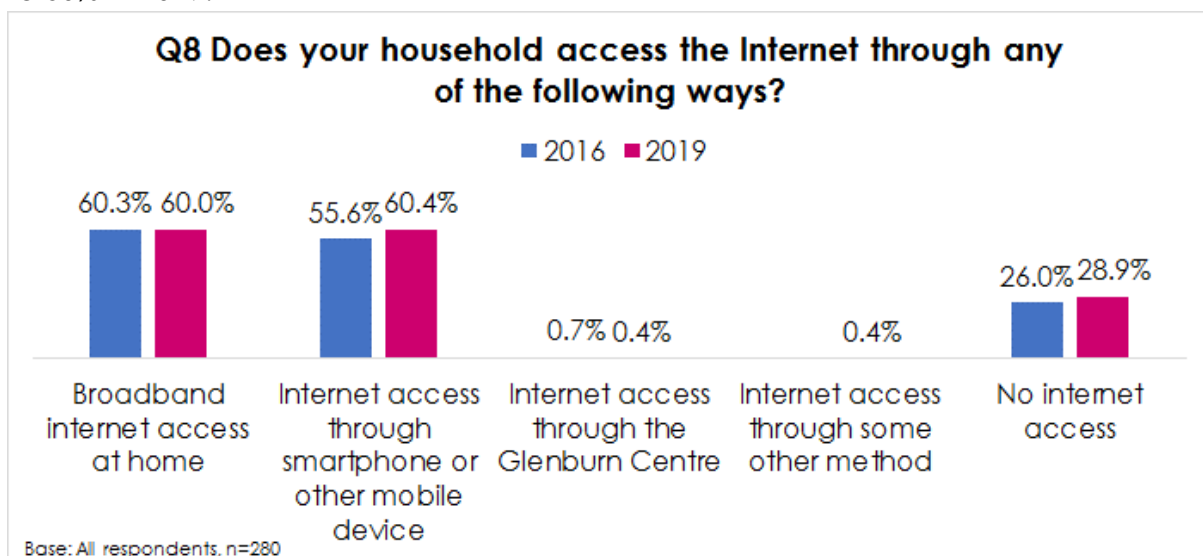 Q8 Does your household access the Internet through any
of the following ways?
2016 2019
60.3% 60.0%
55.6% 60.4%
0.7% 0.4%
0.4%
26.0% 28.9%
Broadband
internet access
at home
Internet access
through
smartphone or
other mobile
device
Internet access
through the
Glenburn Centre
Internet access
through some
other method
No internet
access
Base: All respondents, n=280